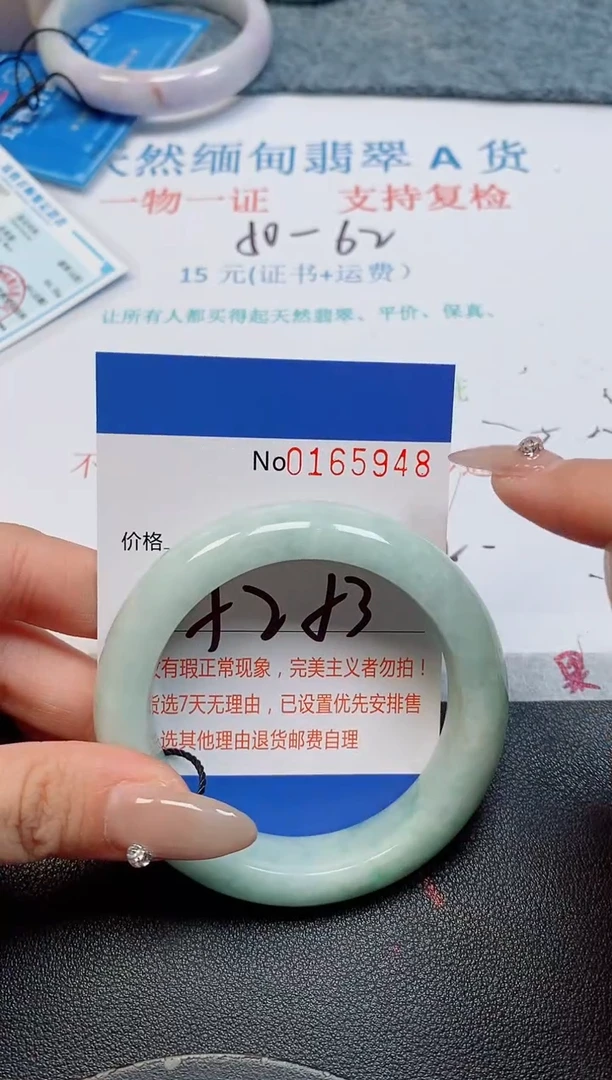 天然缅甸翡翠 A 货
一物一证 支持复检
15 元(证书+运费)
让所有人都买得起天然翡翠、平价、保真、
No0165948
价格
有瑕正常现象，完美主义者勿拍！
货选7天无理由，已设置优先安排售
选其他理由退货邮费自理